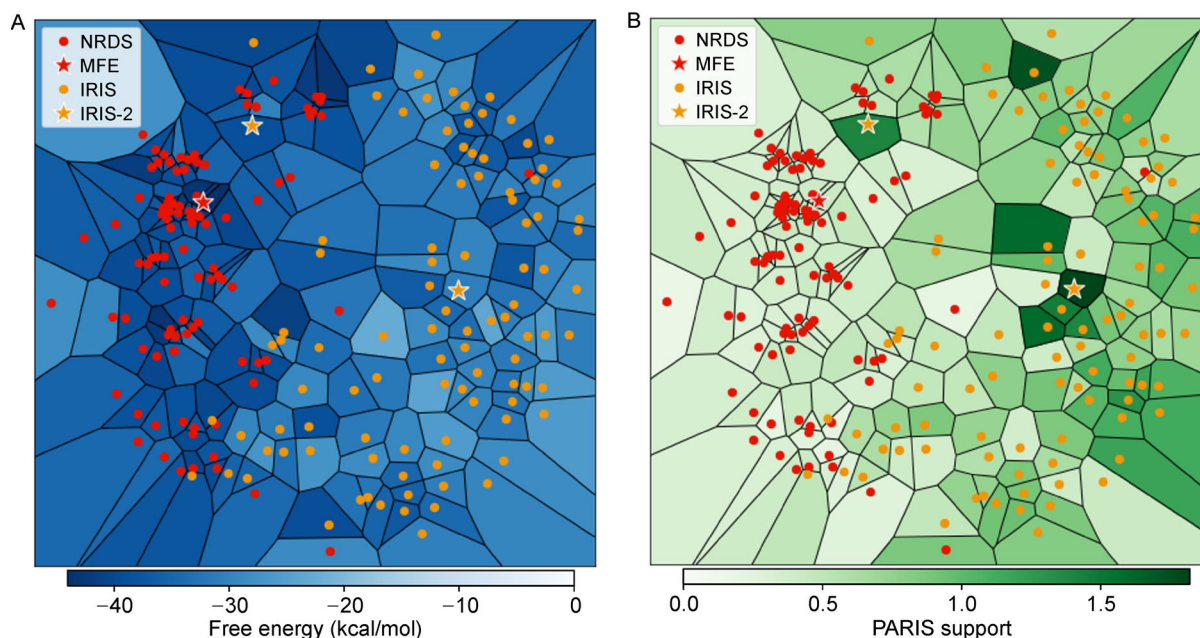 A
NRDS
MFE
IRIS
IRIS-2
−40
−30
−20
−10
0
Free energy (kcal/mol)
B
NRDS
MFE
IRIS
IRIS-2
0.0
0.5
1.0
1.5
PARIS support